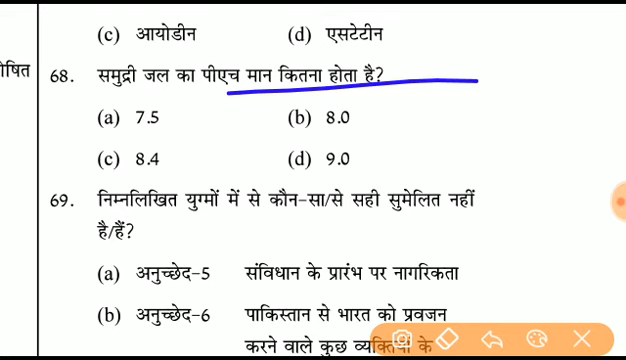 (c) आयोडीन (d) एसटेटीन
68. समुद्री जल का पीएच मान कितना होता है?
(a) 7.5 (b) 8.0
(c) 8.4 (d) 9.0
69. निम्नलिखित युग्मों में से कौन-सा/से सही सुमेलित नहीं
है/हैं?
(a) अनुच्छेद-5 संविधान के प्रारंभ पर नागरिकता
(b) अनुच्छेद-6 पाकिस्तान से भारत को प्रवजन
करने वाले कुछ व्यक्तियों के